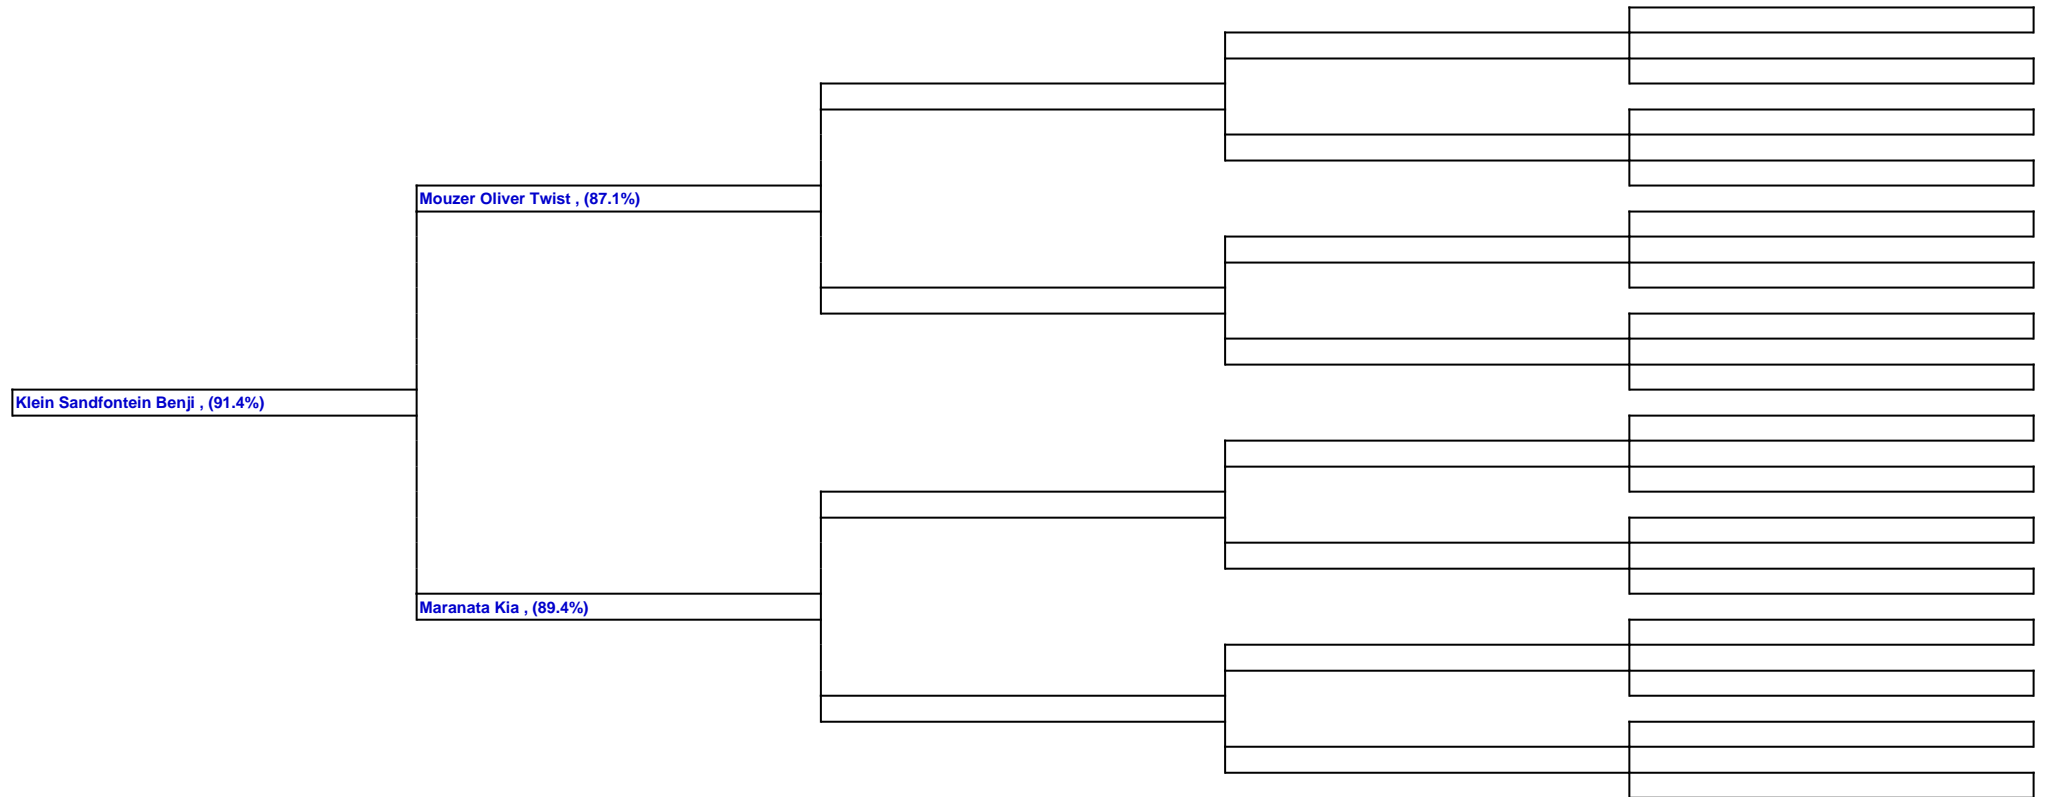 Mouzer Oliver Twist , (87.1%)
Klein Sandfontein Benji , (91.4%)
Maranata Kia , (89.4%)